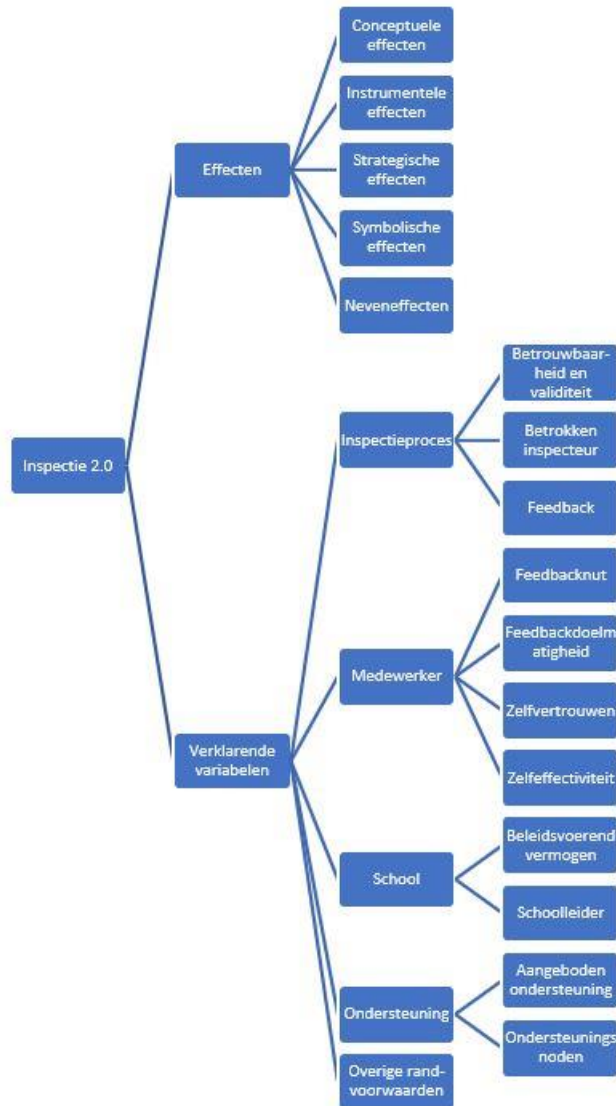 Conceptuele
effecten
Instrumentele
effecten
Effecten
Strategische
effecten
Symbolische
effecten
Neveneffecten
Betrouwbaar-
heid en
validiteit
Inspectie 2.0
Inspectieproces
Betrokken
inspecteur
Feedback
Feedbacknut
Medewerker
Feedbackdoelm
atigheid
Zelfvertrouwen
Verklarende
variabelen
Zelfeffectiviteit
Beleidsvoerend
vermogen
School
Schoolleider
Aangeboden
ondersteuning
Ondersteuning
Ondersteunings
noden
Overige rand-
voorwaarden